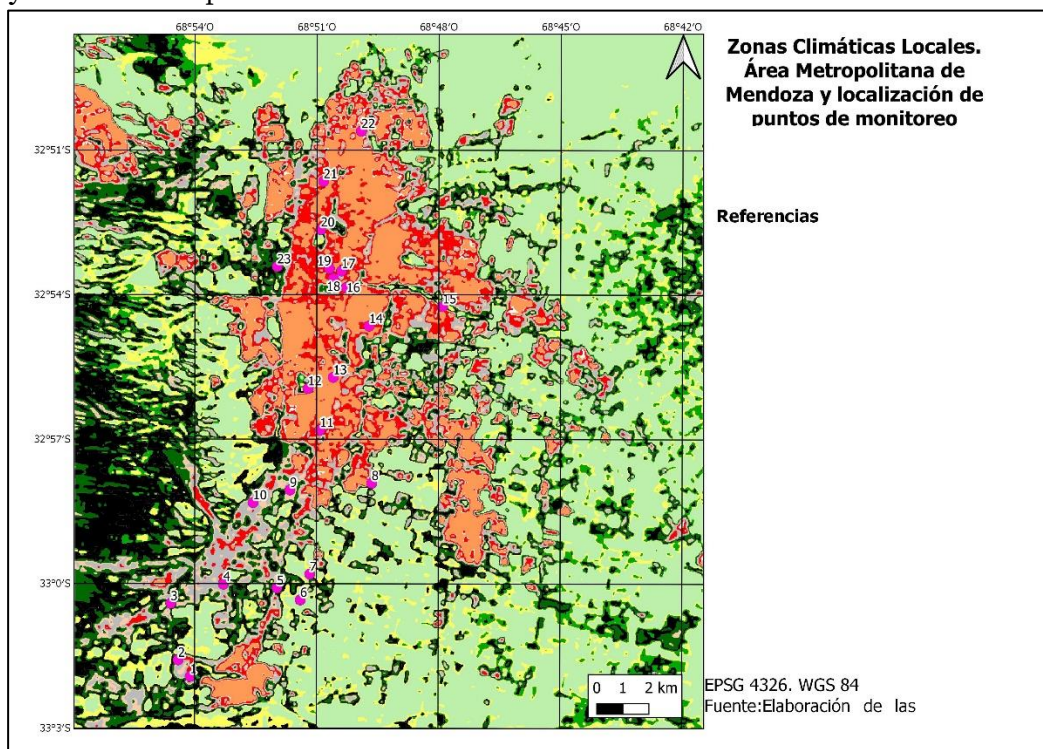 68°54'O 68°51'O 68°48'O 68°45'O 68°42'O
Zonas Climáticas Locales.
Área Metropolitana de
Mendoza y localización de
puntos de monitoreo
22
32°51'S
21
Referencias
20
23
19 17
32°54'S
18 16
15
14
13
12
11
32°57'S
8
9
10
7
33°0'S
4
5
6
3
2
1
0 1 2 km
EPSG 4326. WGS 84
Fuente:Elaboración de las
33°3'S